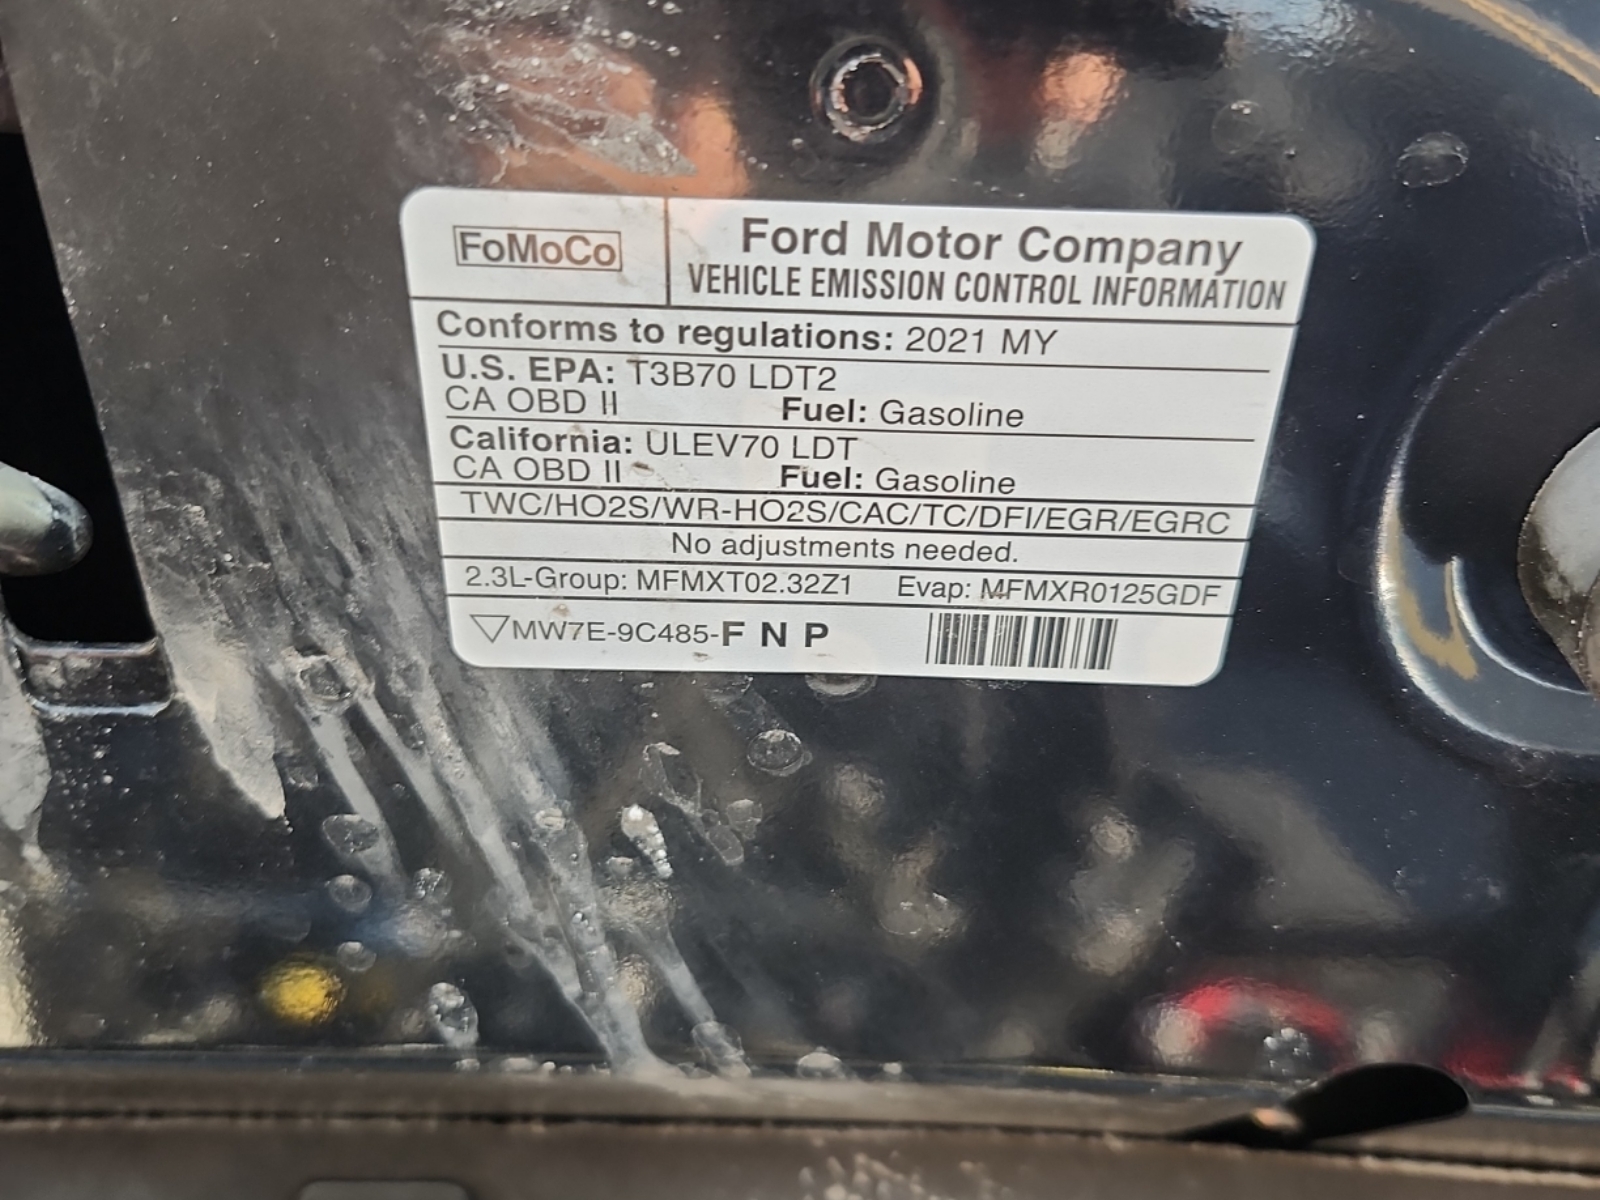 FoMoCo
Ford Motor Company
VEHICLE EMISSION CONTROL INFORMATION
Conforms to regulations: 2021 MY
U.S. EPA: T3B70 LDT2
CA OBD II Fuel: Gasoline
California: ULEV70 LDT
CA OBD II Fuel: Gasoline
TWC/HO2S/WR-HO2S/CAC/TC/DFI/EGR/EGRC
No adjustments needed.
2.3L-Group: MFMXT02.32Z1 Evap: MFMXR0125GDF
MW7E-9C485-F N P